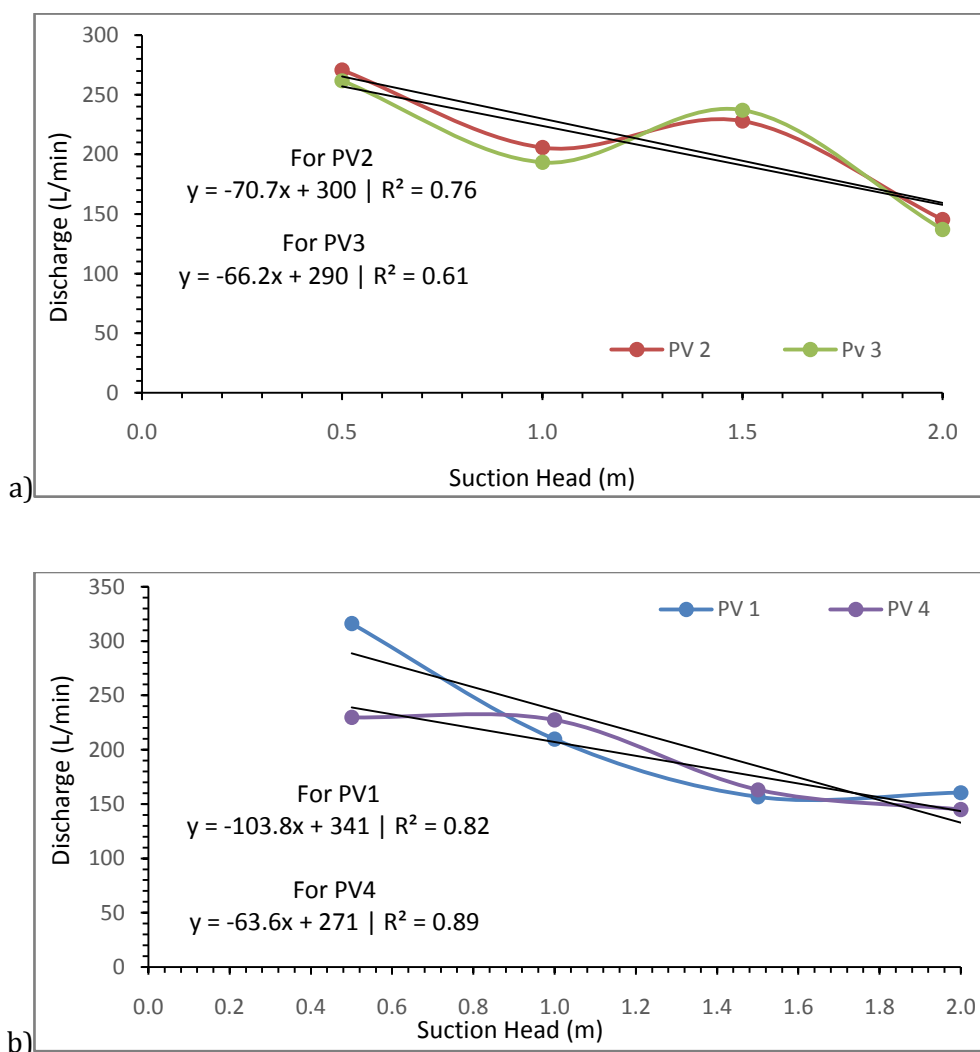 300
250
200
150
100
50
0
Discharge (L/min)
For PV2
y = -70.7x + 300 | R² = 0.76
For PV3
y = -66.2x + 290 | R² = 0.61
PV 2 Pv 3
0.0 0.5 1.0 1.5 2.0
Suction Head (m)
a)
350
300
250
200
150
100
50
0
Discharge (L/min)
PV 1 PV 4
For PV1
y = -103.8x + 341 | R² = 0.82
For PV4
y = -63.6x + 271 | R² = 0.89
0.0 0.2 0.4 0.6 0.8 1.0 1.2 1.4 1.6 1.8 2.0
Suction Head (m)
b)